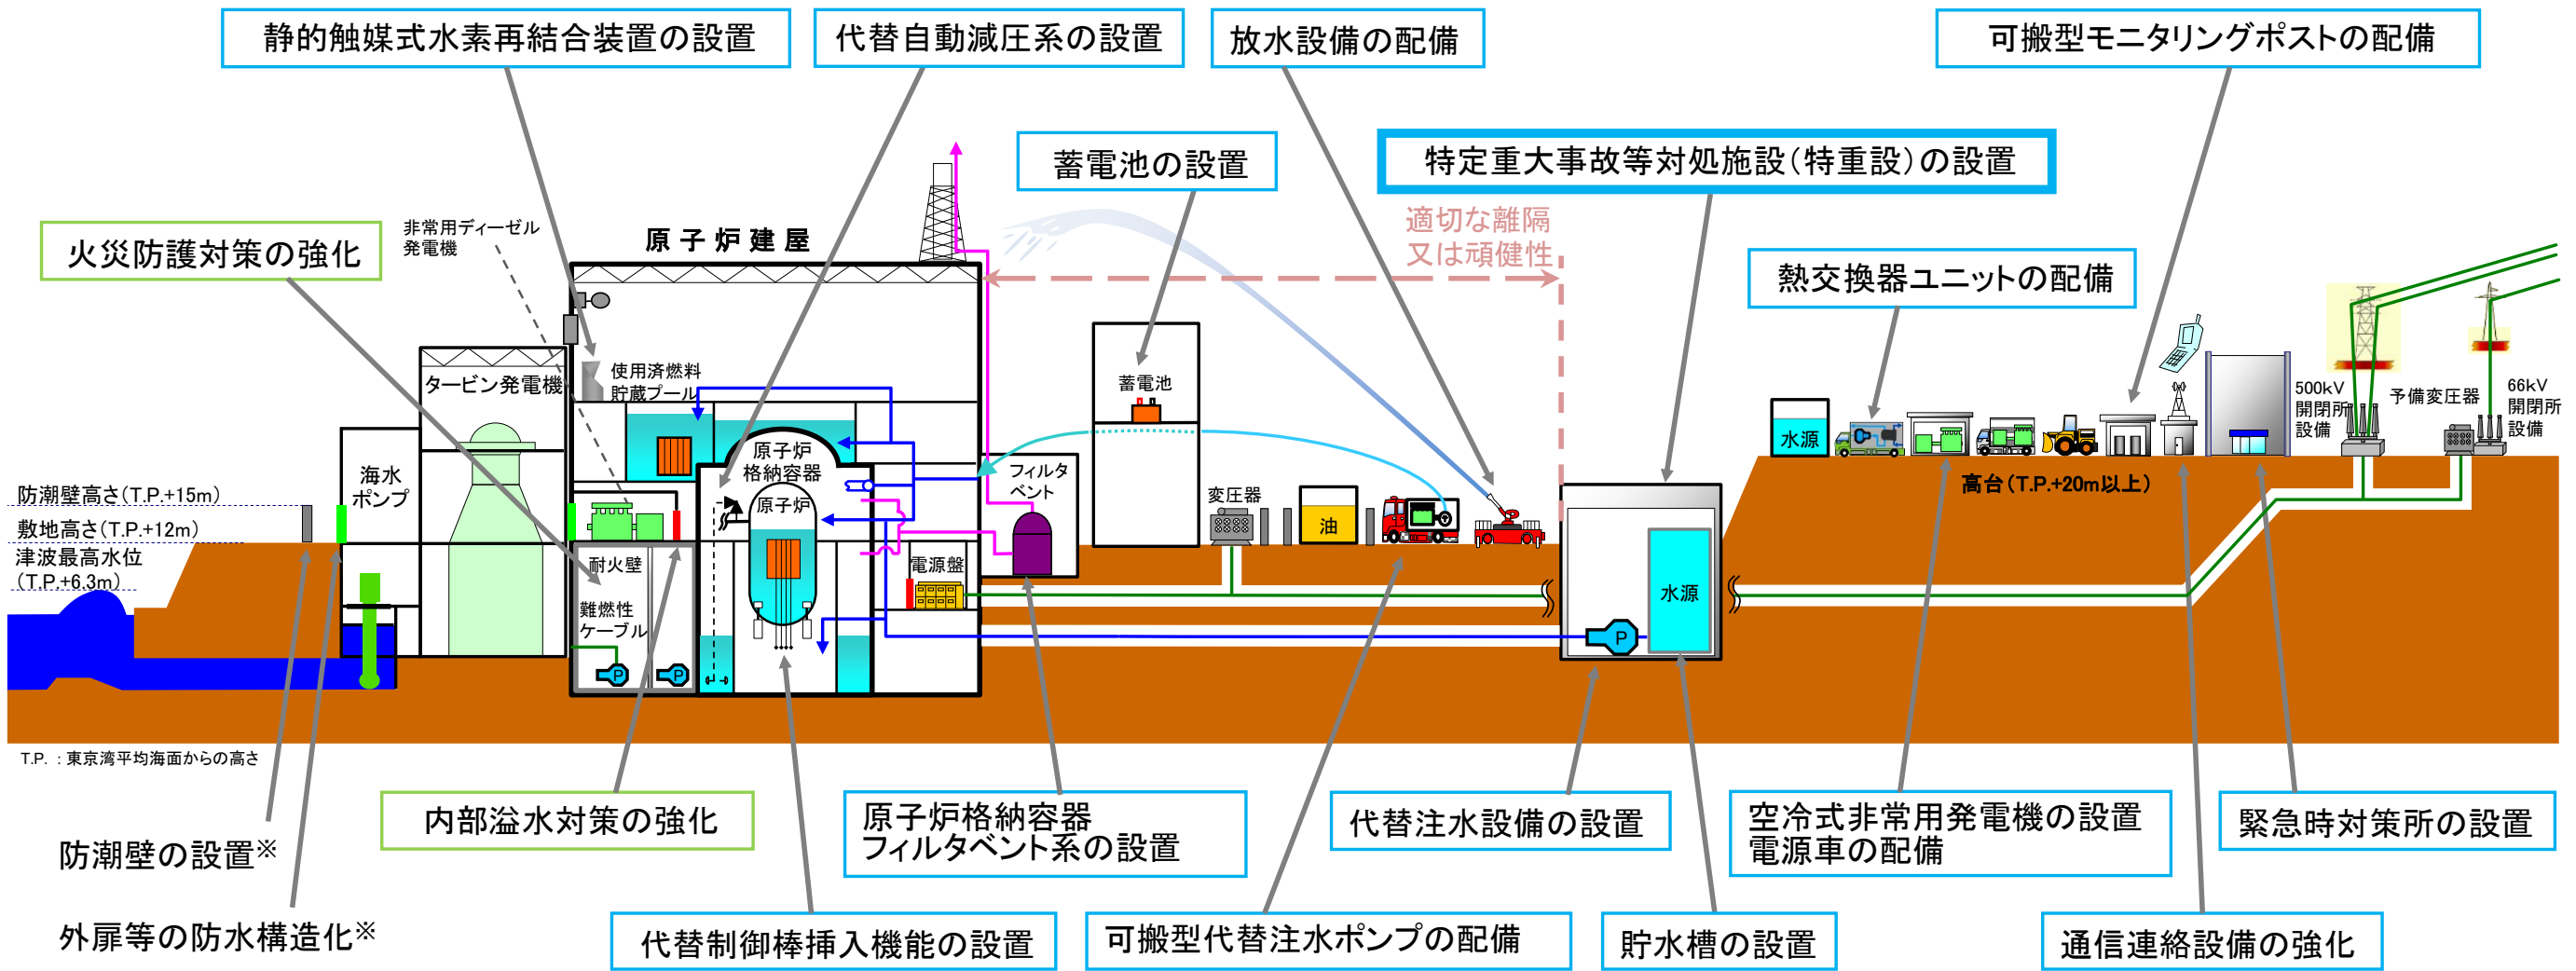 静的触媒式水素再結合装置の設置
代替自動減圧系の設置
放水設備の配備
可搬型モニタリングポストの配備
蓄電池の設置
特定重大事故等対処施設(特重設)の設置
火災防護対策の強化
非常用ディーゼル
発電機
原子炉建屋
適切な離隔
又は頑健性
熱交換器ユニットの配備
タービン発電機
使用済燃料
貯蔵プール
蓄電池
500kV
開閉所
設備
予備変圧器
66kV
開閉所
設備
海水
ポンプ
原子炉
格納容器
原子炉
フィルタ
ベント
変圧器
油
水源
高台(T.P.+20m以上)
防潮壁高さ(T.P.+15m)
敷地高さ(T.P.+12m)
津波最高水位
(T.P.+6.3m)
耐火壁
難燃性
ケーブル
P
P
電源盤
P
水源
T.P. :東京湾平均海面からの高さ
防潮壁の設置※
外扉等の防水構造化※
内部溢水対策の強化
原子炉格納容器
フィルタベント系の設置
代替注水設備の設置
空冷式非常用発電機の設置
電源車の配備
緊急時対策所の設置
代替制御棒挿入機能の設置
可搬型代替注水ポンプの配備
貯水槽の設置
通信連絡設備の強化